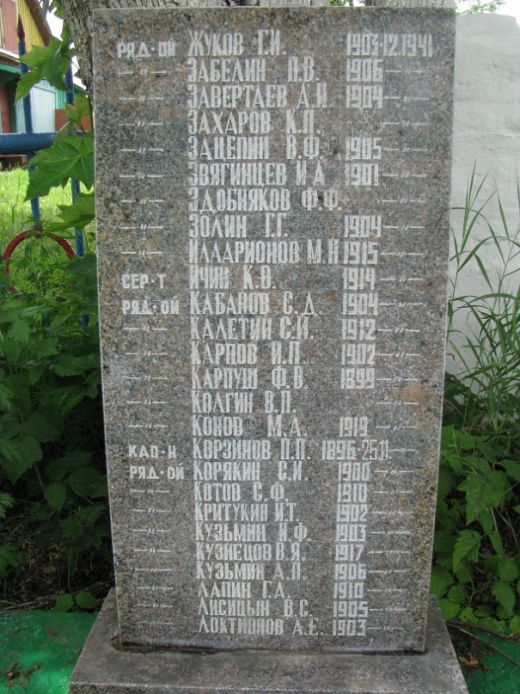 РЯД-ОЙ ЖУКОВ Г.И. 1903-12.1941
—"— ЗАБЕЛИН П.В. 1906 —"—
—"— ЗАВЕРТАЕВ А.И. 1904 —"—
—"— ЗАХАРОВ К.П.
—"— ЗАЦЕПИН В.Ф. 1905 —"—
—"— ЗВЯГИНЦЕВ И.А. 1901 —"—
—"— ЗДОБНЯКОВ Ф.Ф.
—"— ЗОЛИН Г.Г. 1904 —"—
—"— ИЛЛАРИОНОВ М.Н. 1915 —"—
СЕР-Т ИЧИН К.В. 1914 —"—
РЯД-ОЙ КАБАНОВ С.Д. 1904 —"—
—"— КАЛЕТИН С.И. 1912 —"—
—"— КАРПОВ И.П. 1902 —"—
—"— КАРПУШ Ф.В. 1899 —"—
—"— КОЛГИН В.П.
—"— КОНОВ М.А. 1919 —"—
КАП-Н КОРЗИНОВ П.П. 1896-25.11 —"—
РЯД-ОЙ КОРЯКИН С.И. 1900 —"—
—"— КОТОВ С.Ф. 1910 —"—
—"— КРИТУКИН И.Т. 1902 —"—
—"— КУЗЬМИН И.Ф. 1903 —"—
—"— КУЗНЕЦОВ В.Я. 1917 —"—
—"— КУЗЬМИН А.П. 1906 —"—
—"— ЛАПИН Г.А. 1910 —"—
—"— ЛИСИЦЫН В.С. 1905 —"—
—"— ЛОКТИОНОВ А.Е. 1903 —"—